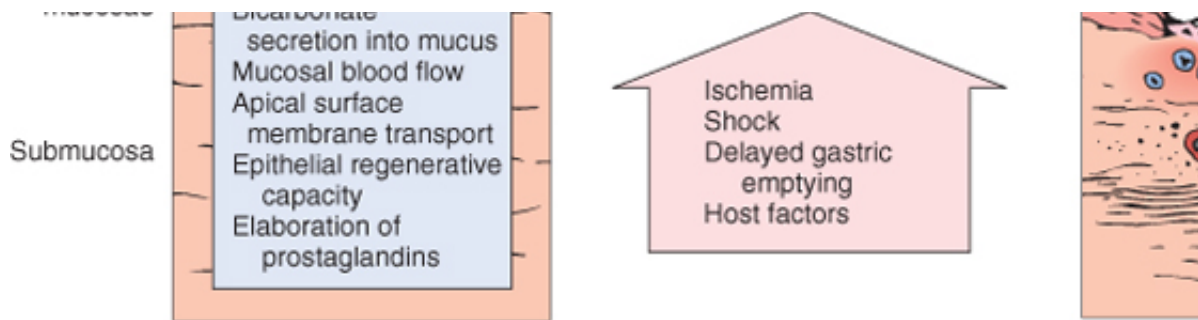 Bicarbonate
secretion into mucus
Mucosal blood flow
Apical surface
membrane transport
Submucosa
Epithelial regenerative
capacity
Elaboration of
prostaglandins
Ischemia
Shock
Delayed gastric
emptying
Host factors